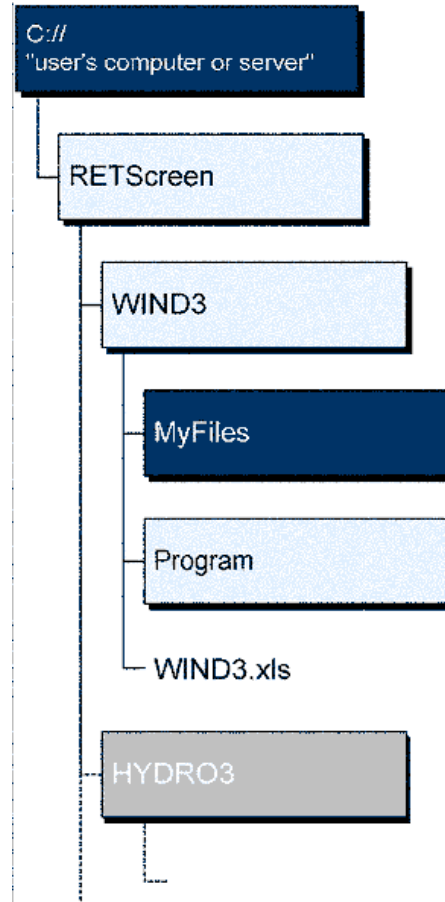 C://
"user's computer or server"
RETScreen
WIND3
MyFiles
Program
WIND3.xls
HYDRO3